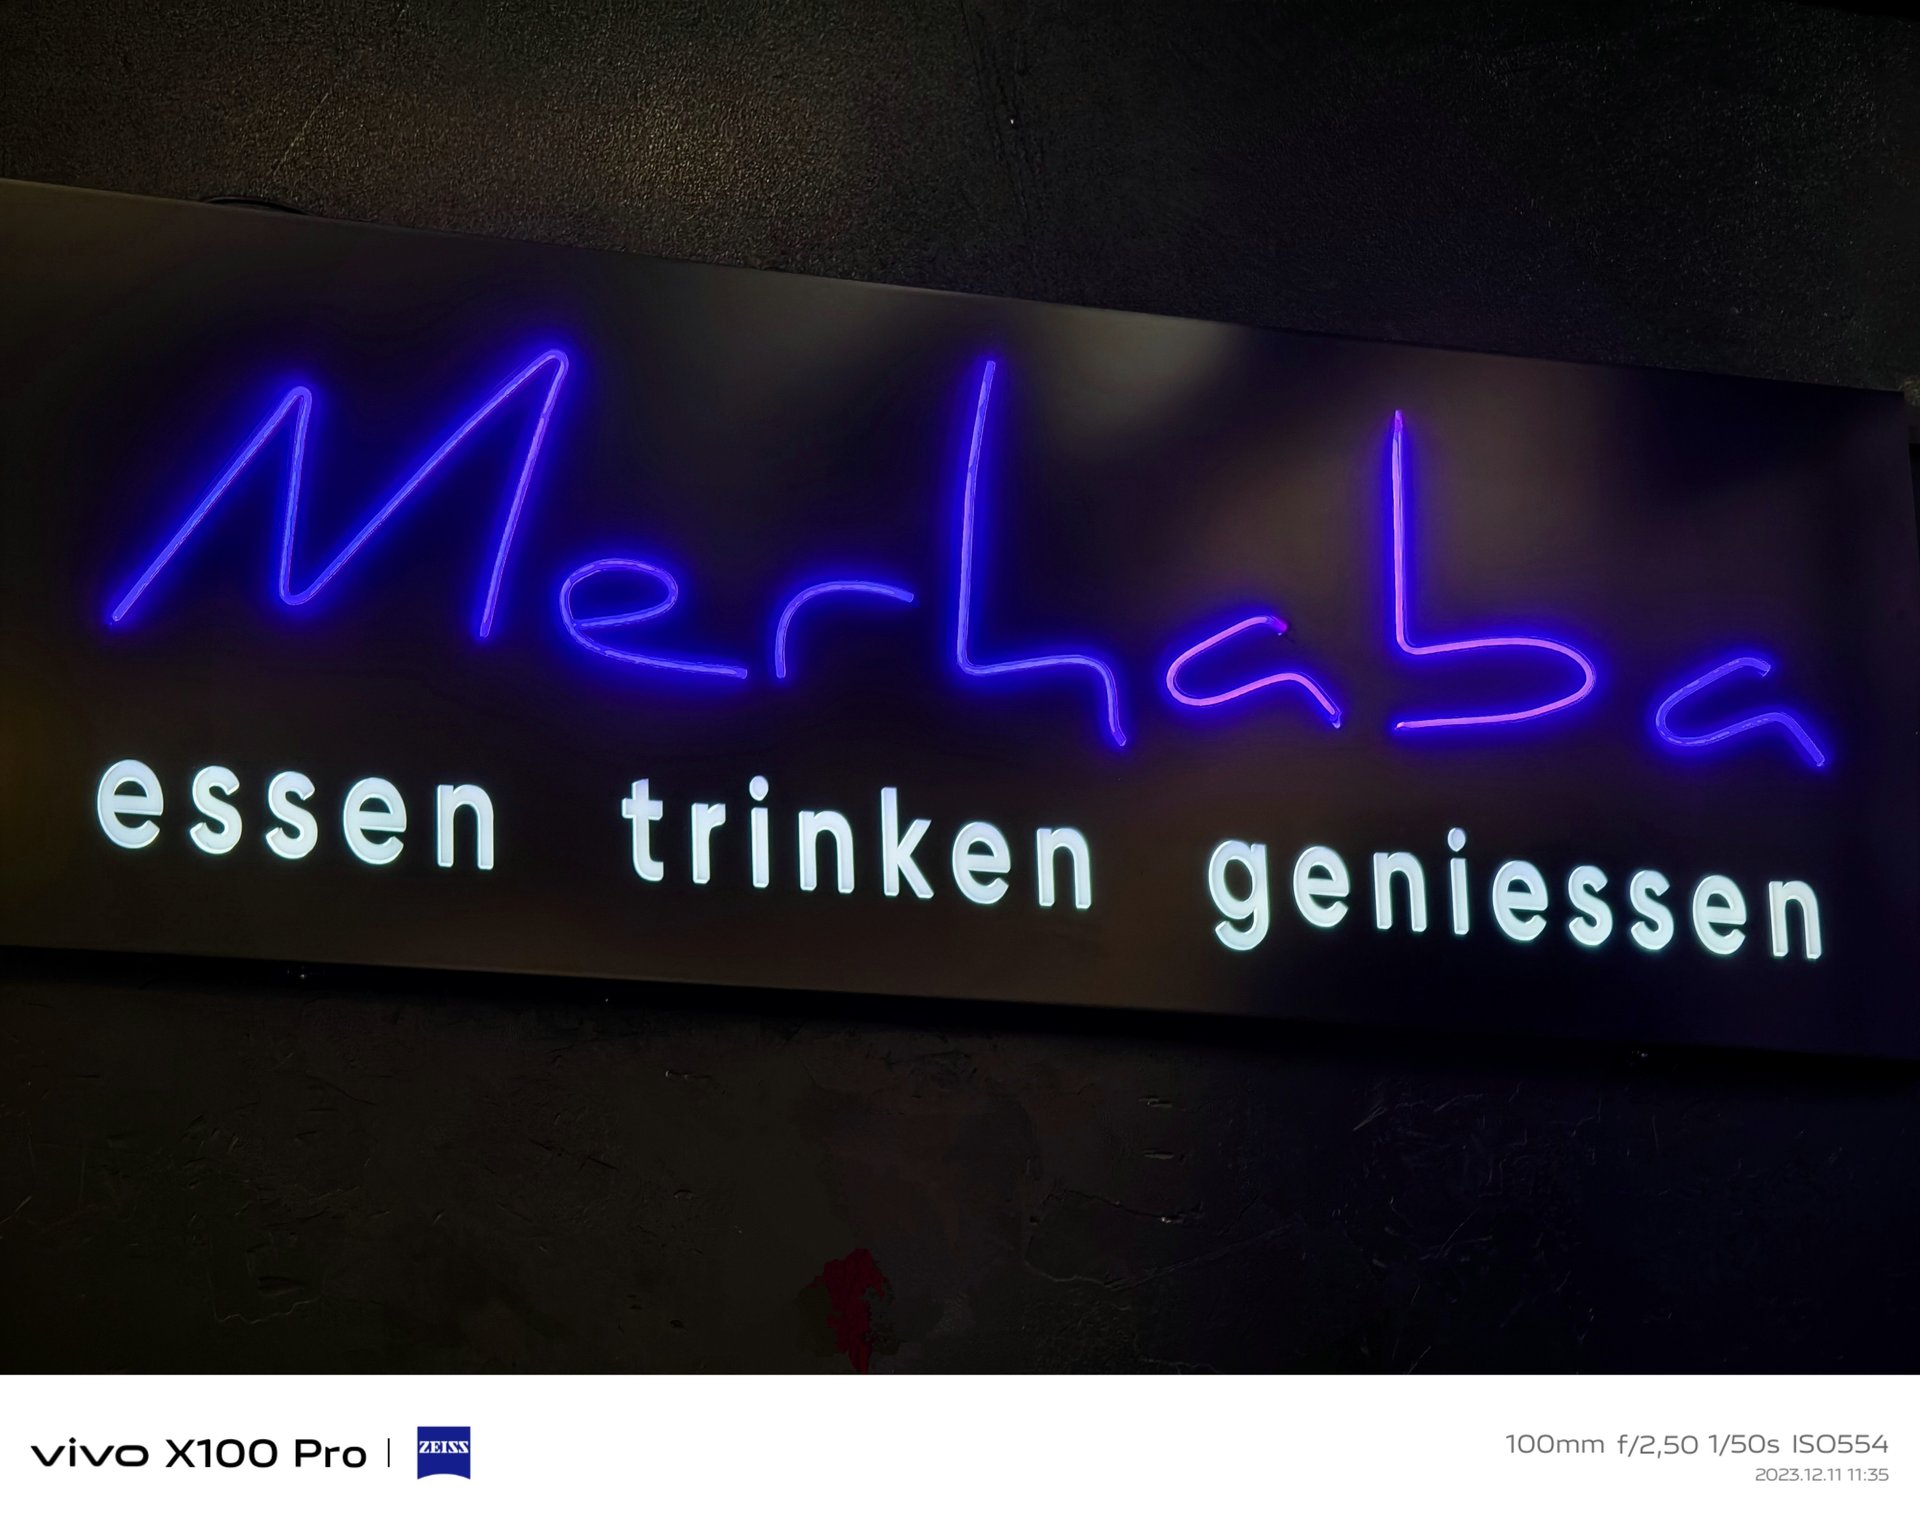 Merhaba
essen trinken geniessen
vivo X100 Pro | ZEISS
100mm f/2,50 1/50s ISO554
2023.12.11 11:35